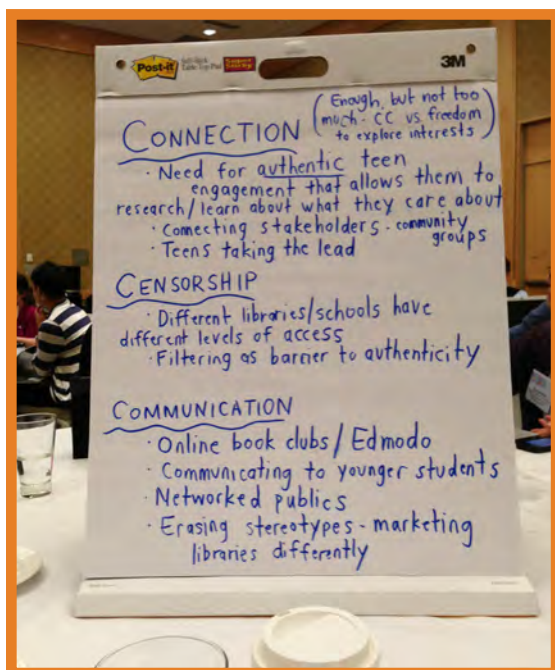 Post-it
Super
Sticky
3M
(Enough, but not too
much - CC vs. freedom
to explore interests)
CONNECTION
· Need for authentic teen
engagement that allows them to
research/learn about what they care about
· Connecting stakeholders - community
groups
· Teens taking the lead
CENSORSHIP
· Different libraries/schools have
different levels of access
· Filtering as barrier to authenticity
COMMUNICATION
· Online book clubs / Edmodo
· Communicating to younger students
· Networked publics
· Erasing stereotypes - marketing
libraries differently